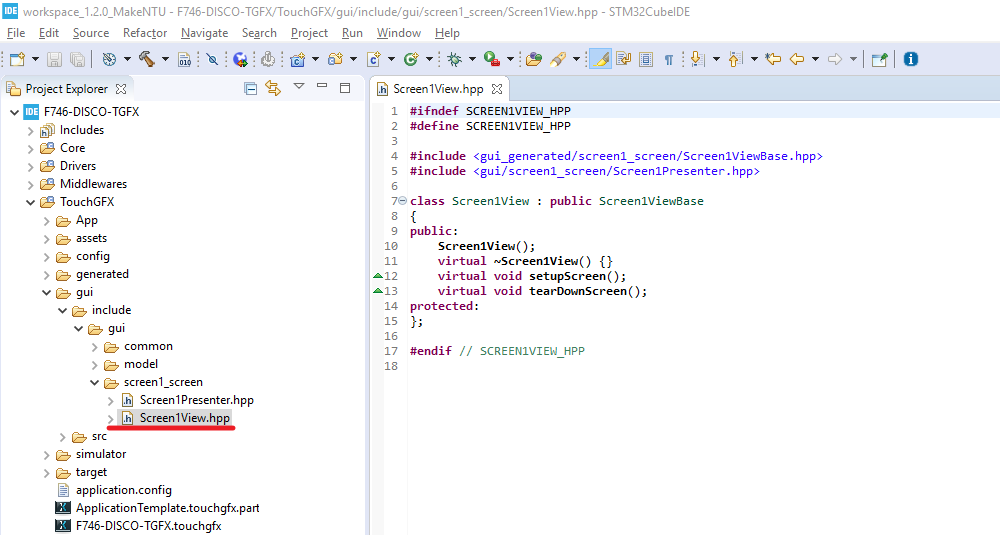 IDE workspace_1.2.0_MakeNTU - F746-DISCO-TGFX/TouchGFX/gui/include/gui/screen1_screen/Screen1View.hpp - STM32CubeIDE
File Edit Source Refactor Navigate Search Project Run Window Help
Project Explorer
IDE F746-DISCO-TGFX
Includes
Core
Drivers
Middlewares
TouchGFX
App
assets
config
generated
gui
include
gui
common
model
screen1_screen
.h Screen1Presenter.hpp
.h Screen1View.hpp
src
simulator
target
application.config
ApplicationTemplate.touchgfx.part
F746-DISCO-TGFX.touchgfx
.h Screen1View.hpp
1 #ifndef SCREEN1VIEW_HPP
2 #define SCREEN1VIEW_HPP
3
4 #include <gui_generated/screen1_screen/Screen1ViewBase.hpp>
5 #include <gui/screen1_screen/Screen1Presenter.hpp>
6
7 class Screen1View : public Screen1ViewBase
8 {
9 public:
10     Screen1View();
11     virtual ~Screen1View() {}
12     virtual void setupScreen();
13     virtual void tearDownScreen();
14 protected:
15 };
16
17 #endif // SCREEN1VIEW_HPP
18